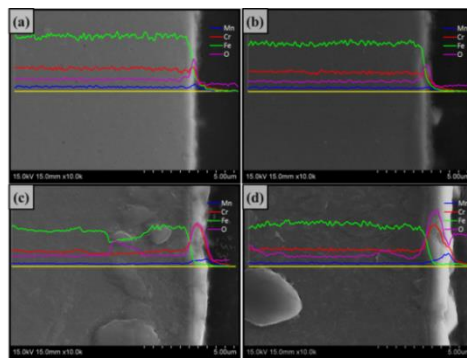 (a)
Mn
Cr
Fe
O
15.0kV 15.0mm x10.0k
5.00um
(b)
Mn
Cr
Fe
O
15.0kV 15.0mm x10.0k
5.00um
(c)
Mn
Cr
Fe
O
15.0kV 15.0mm x10.0k
5.00um
(d)
Mn
Cr
Fe
O
15.0kV 15.0mm x10.0k
5.00um